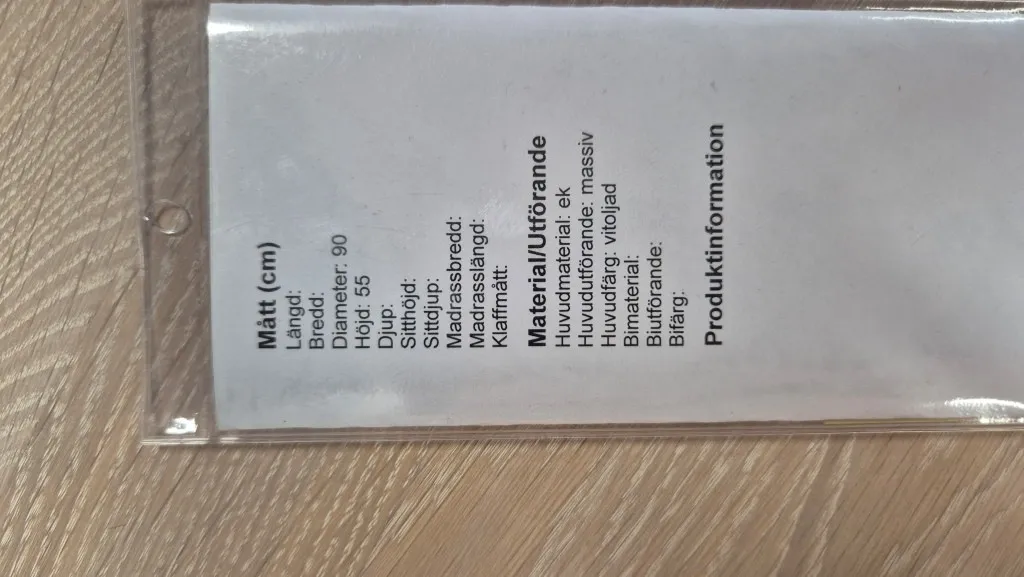 Mått (cm)
Längd:
Bredd:
Diameter: 90
Höjd: 55
Djup:
Sitthöjd:
Sittdjup:
Madrassbredd:
Madrasslängd:
Klaffmått:
Material/Utförande
Huvudmaterial: ek
Huvudutförande: massiv
Huvudfärg: vitoljad
Bimaterial:
Biutförande:
Bifärg:
Produktinformation